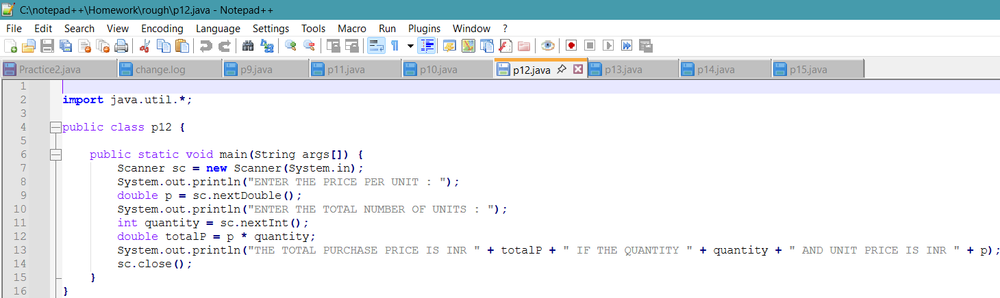 C:\notepad++\Homework\rough\p12.java - Notepad++
File Edit Search View Encoding Language Settings Tools Macro Run Plugins Window ?
Practice2.java change.log p9.java p11.java p10.java p12.java p13.java p14.java p15.java
1
2 import java.util.*;
3
4 public class p12 {
5
6 public static void main(String args[]) {
7 Scanner sc = new Scanner(System.in);
8 System.out.println("ENTER THE PRICE PER UNIT : ");
9 double p = sc.nextDouble();
10 System.out.println("ENTER THE TOTAL NUMBER OF UNITS : ");
11 int quantity = sc.nextInt();
12 double totalP = p * quantity;
13 System.out.println("THE TOTAL PURCHASE PRICE IS INR " + totalP + " IF THE QUANTITY " + quantity + " AND UNIT PRICE IS INR " + p);
14 sc.close();
15 }
16 }